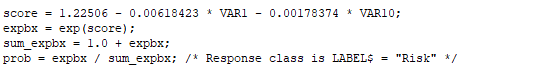 score = 1.22506 - 0.00618423 * VAR1 - 0.00178374 * VAR10;
expbx = exp(score);
sum_expbx = 1.0 + expbx;
prob = expbx / sum_expbx; /* Response class is LABEL$ = "Risk" */